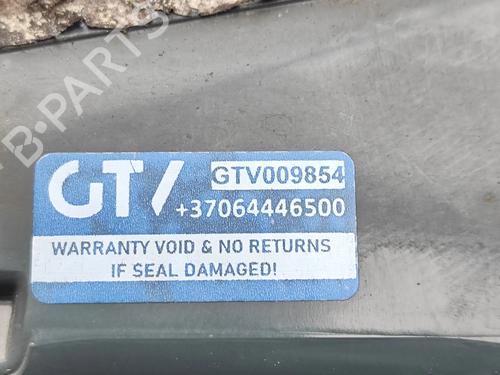 B-PARTS
GTV
GTV009854
+37064446500
WARRANTY VOID & NO RETURNS
IF SEAL DAMAGED!